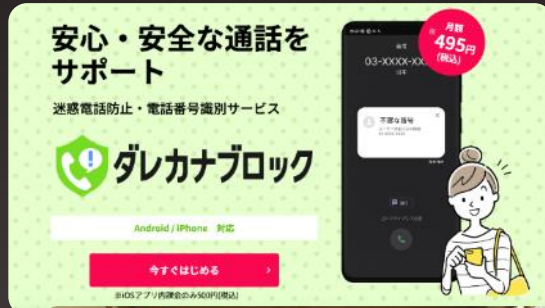 安心・安全な通話を
サポート
迷惑電話防止・電話番号識別サービス
ダレカナブロック
Android / iPhone 対応
今すぐはじめる
※iOSアプリ内課金のみ500円(税込)
月額
495円
(税込)
03-XXXX-XX
不審な番号